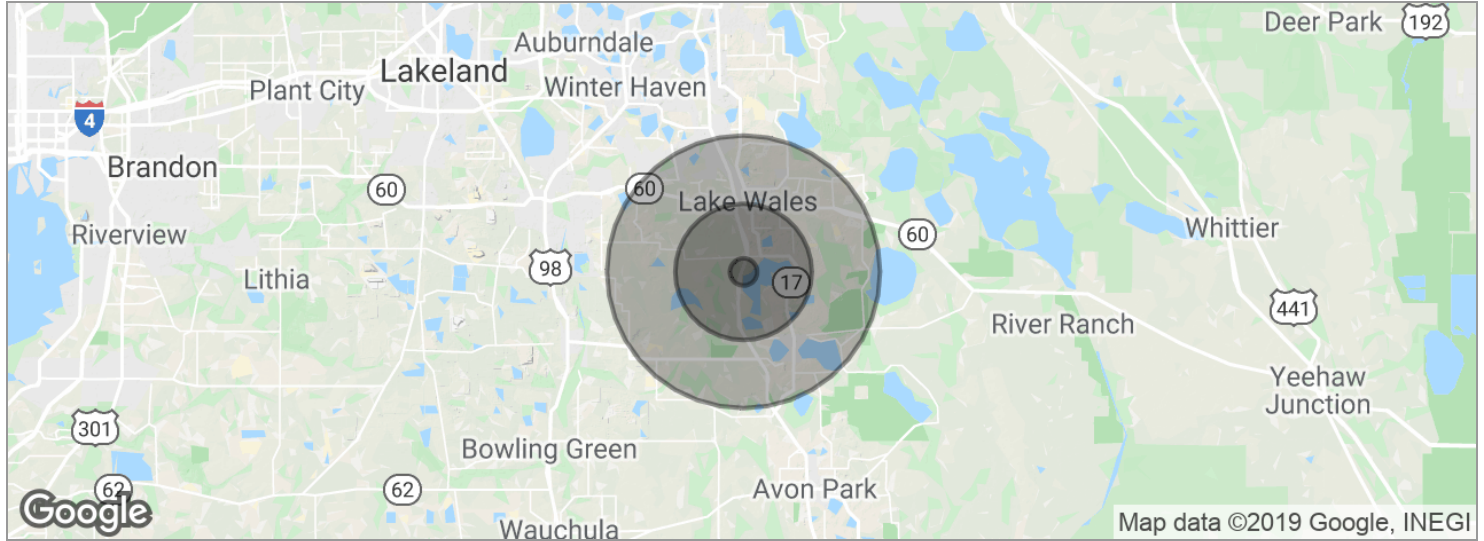 Deer Park
192
Auburndale
Lakeland
Plant City
Winter Haven
4
Brandon
60
60
Lake Wales
60
Whittier
Riverview
98
Lithia
17
441
River Ranch
Yeehaw
Junction
301
Bowling Green
62
62
Avon Park
Google
Wauchula
Map data ©2019 Google, INEGI